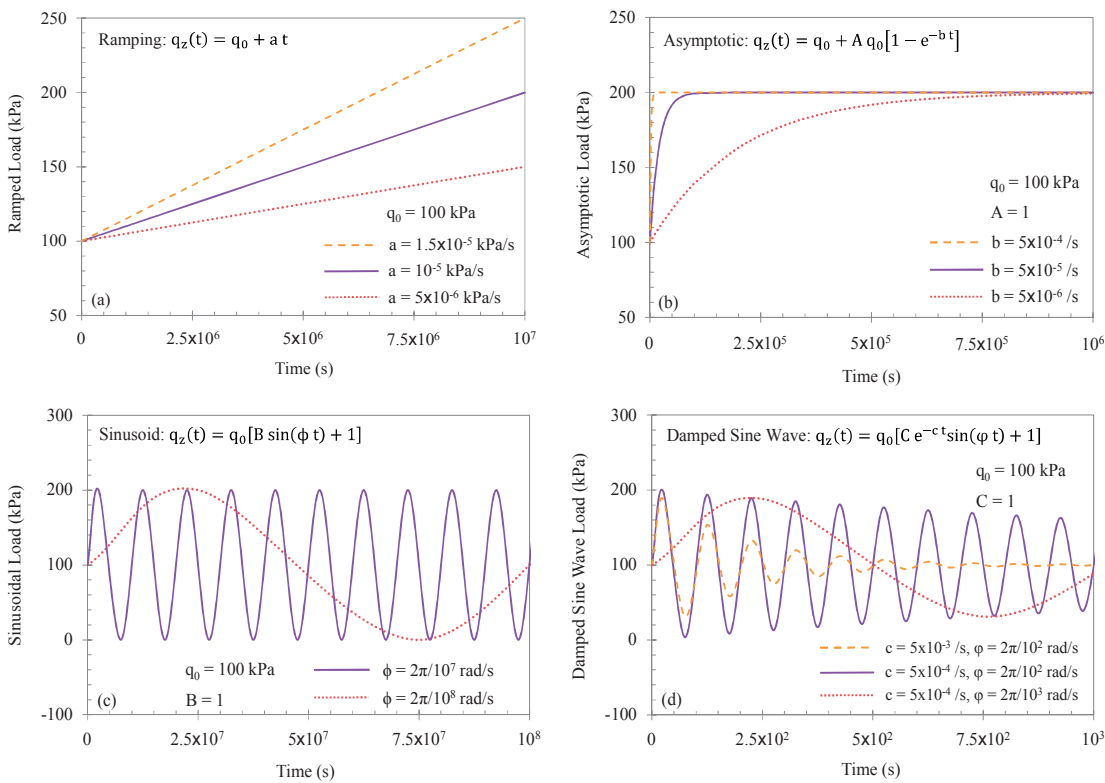 Ramping: q_z(t) = q_0 + a t
250
200
150
100
50
Ramped Load (kPa)
q_0 = 100 kPa
a = 1.5x10^-5 kPa/s
a = 10^-5 kPa/s
a = 5x10^-6 kPa/s
(a)
0
2.5x10^6
5x10^6
7.5x10^6
10^7
Time (s)
Asymptotic: q_z(t) = q_0 + A q_0[1 − e^{−b t}]
250
200
150
100
50
Asymptotic Load (kPa)
q_0 = 100 kPa
A = 1
b = 5x10^-4 /s
b = 5x10^-5 /s
b = 5x10^-6 /s
(b)
0
2.5x10^5
5x10^5
7.5x10^5
10^6
Time (s)
Sinusoid: q_z(t) = q_0[B sin(ϕ t) + 1]
300
200
100
0
-100
Sinusoidal Load (kPa)
q_0 = 100 kPa
B = 1
ϕ = 2π/10^7 rad/s
ϕ = 2π/10^8 rad/s
(c)
0
2.5x10^7
5x10^7
7.5x10^7
10^8
Time (s)
Damped Sine Wave: q_z(t) = q_0[C e^{−c t}sin(φ t) + 1]
300
200
100
0
-100
Damped Sine Wave Load (kPa)
q_0 = 100 kPa
C = 1
c = 5x10^-3 /s, φ = 2π/10^2 rad/s
c = 5x10^-4 /s, φ = 2π/10^2 rad/s
c = 5x10^-4 /s, φ = 2π/10^3 rad/s
(d)
0
2.5x10^2
5x10^2
7.5x10^2
10^3
Time (s)